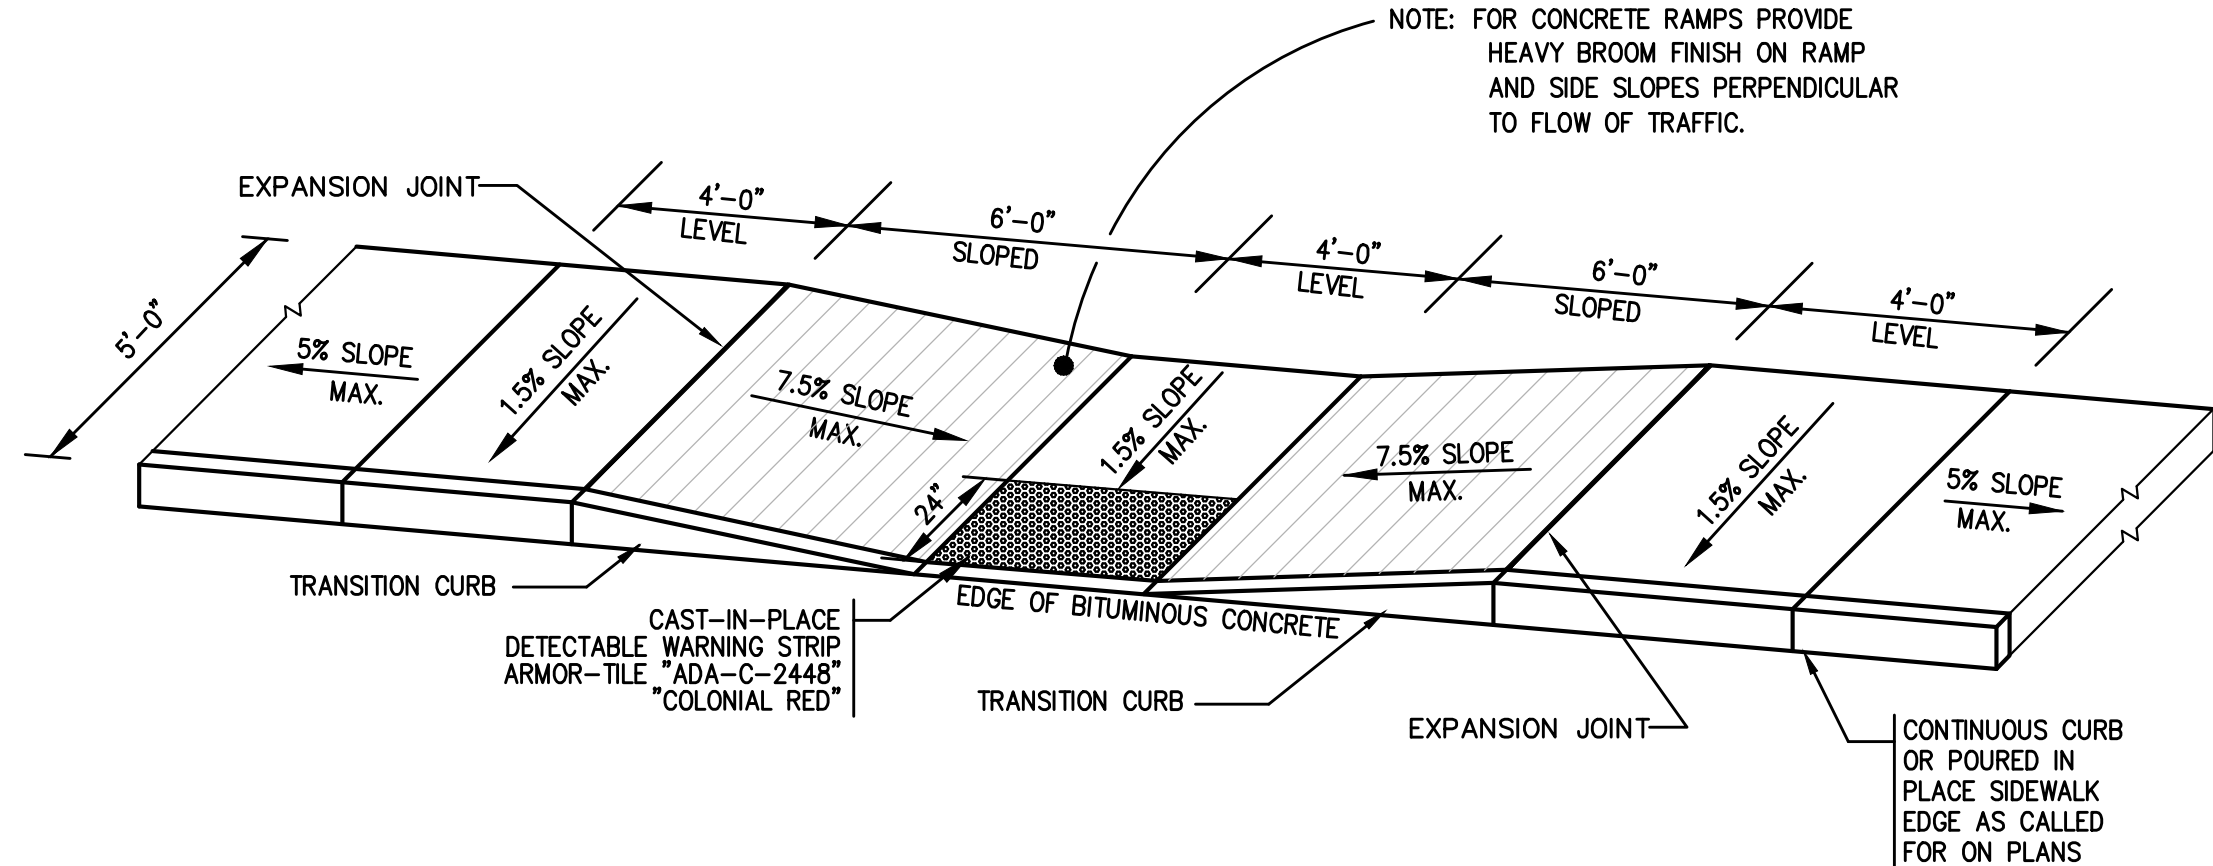 NOTE: FOR CONCRETE RAMPS PROVIDE
HEAVY BROOM FINISH ON RAMP
AND SIDE SLOPES PERPENDICULAR
TO FLOW OF TRAFFIC.
EXPANSION JOINT
4'-0"
LEVEL
6'-0"
SLOPED
4'-0"
LEVEL
6'-0"
SLOPED
4'-0"
LEVEL
5'-0"
5% SLOPE
MAX.
1.5% SLOPE
MAX.
7.5% SLOPE
MAX.
1.5% SLOPE
MAX.
7.5% SLOPE
MAX.
1.5% SLOPE
MAX.
5% SLOPE
MAX.
24"
TRANSITION CURB
EDGE OF BITUMINOUS CONCRETE
CAST-IN-PLACE
DETECTABLE WARNING STRIP
ARMOR-TILE "ADA-C-2448"
"COLONIAL RED"
TRANSITION CURB
EXPANSION JOINT
CONTINUOUS CURB
OR POURED IN
PLACE SIDEWALK
EDGE AS CALLED
FOR ON PLANS